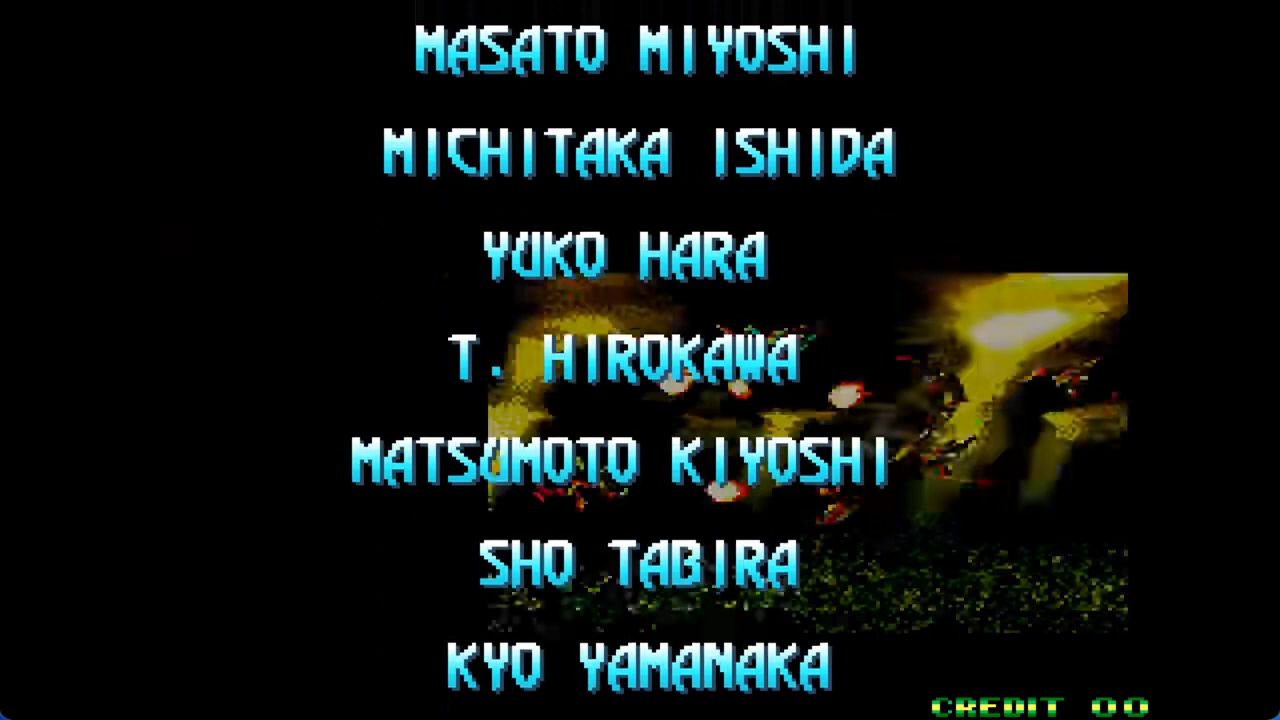 MASATO MIYOSHI
MICHITAKA ISHIDA
YUKO HARA
T. HIROKAWA
MATSUMOTO KIYOSHI
SHO TABIRA
KYO YAMANAKA
CREDIT 00